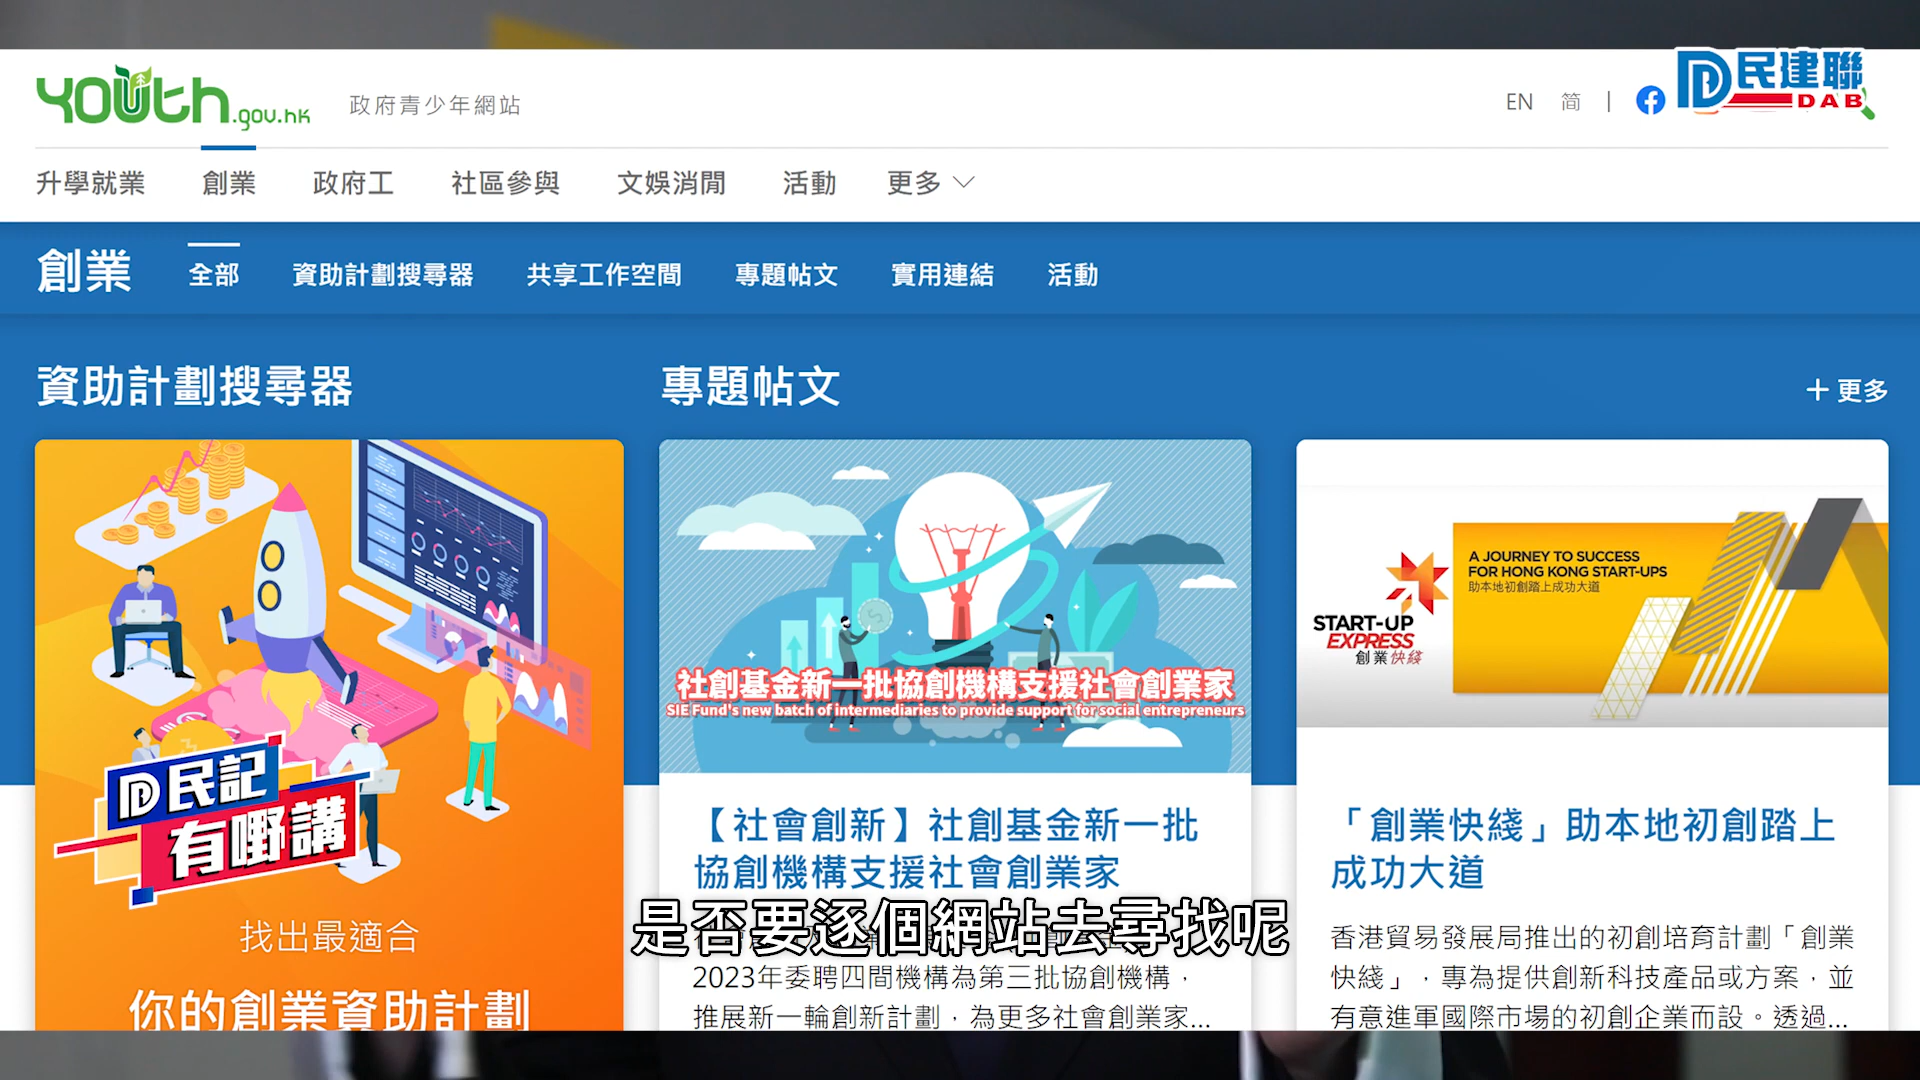 youth.gov.hk
政府青少年網站
EN 简 |
民建聯
DAB
升學就業 創業 政府工 社區參與 文娛消閒 活動 更多
創業 全部 資助計劃搜尋器 共享工作空間 專題帖文 實用連結 活動
資助計劃搜尋器
專題帖文
+ 更多
民記
有嘢講
找出最適合
你的創業資助計劃
社創基金新一批協創機構支援社會創業家
SIE Fund's new batch of intermediaries to provide support for social entrepreneurs
【社會創新】社創基金新一批
協創機構支援社會創業家
2023年委聘四間機構為第三批協創機構，
推展新一輪創新計劃，為更多社會創業家...
START-UP
EXPRESS
創業快綫
A JOURNEY TO SUCCESS
FOR HONG KONG START-UPS
助本地初創踏上成功大道
「創業快綫」助本地初創踏上
成功大道
香港貿易發展局推出的初創培育計劃「創業
快綫」，專為提供創新科技產品或方案，並
有意進軍國際市場的初創企業而設。透過...
是否要逐個網站去尋找呢